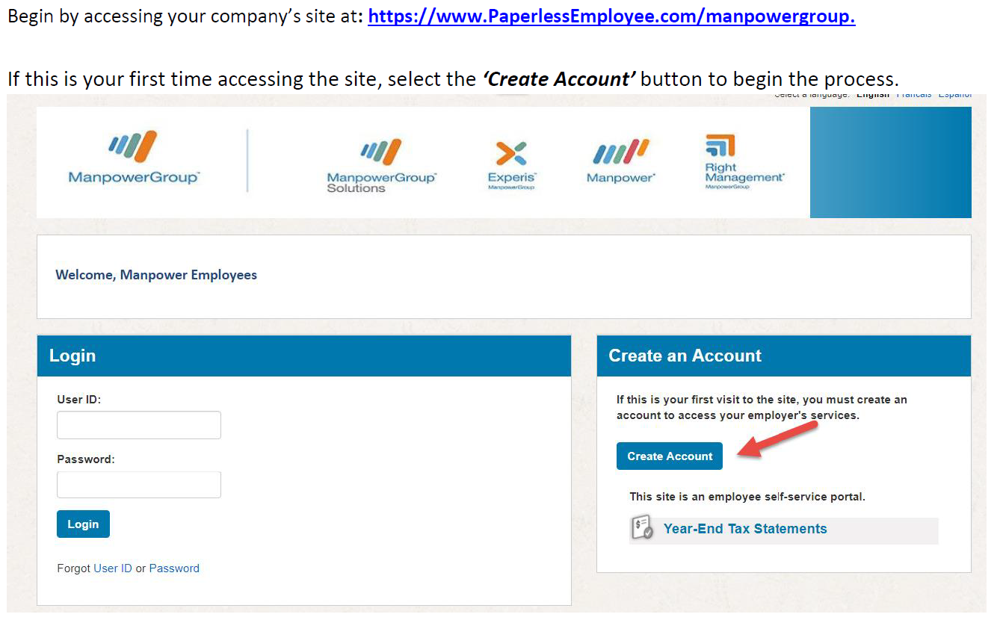 Begin by accessing your company's site at: https://www.PaperlessEmployee.com/manpowergroup.
If this is your first time accessing the site, select the 'Create Account' button to begin the process.
Select a language: English Francais Español
ManpowerGroup™
ManpowerGroup™
Solutions
Experis™
ManpowerGroup
Manpower®
Right
Management®
ManpowerGroup
Welcome, Manpower Employees
Login
User ID:
Password:
Login
Forgot User ID or Password
Create an Account
If this is your first visit to the site, you must create an
account to access your employer's services.
Create Account
This site is an employee self-service portal.
Year-End Tax Statements